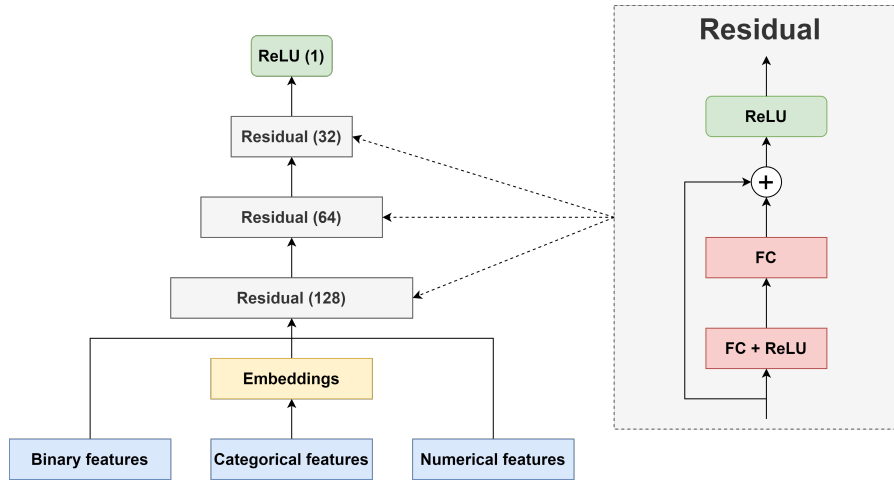 ReLU (1)
Residual (32)
Residual (64)
Residual (128)
Embeddings
Binary features
Categorical features
Numerical features
Residual
ReLU
+
FC
FC + ReLU